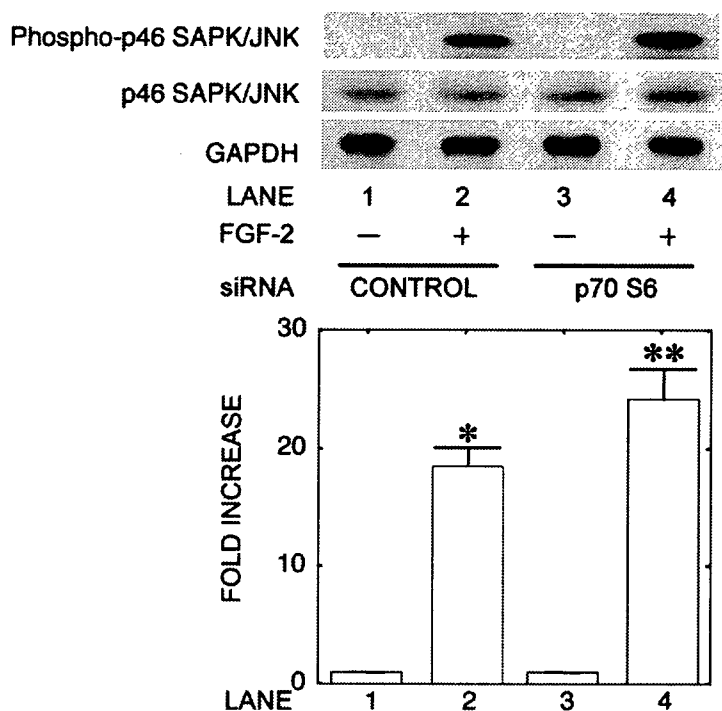 Phospho-p46 SAPK/JNK
p46 SAPK/JNK
GAPDH
LANE 1 2 3 4
FGF-2 − + − +
siRNA CONTROL p70 S6
30
20
10
0
FOLD INCREASE
*
**
LANE 1 2 3 4